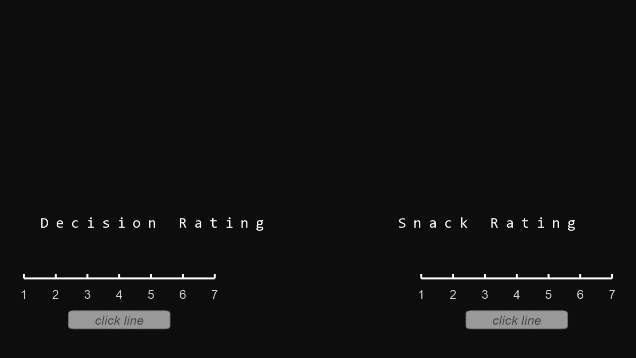 Decision Rating
1 2 3 4 5 6 7
click line
Snack Rating
1 2 3 4 5 6 7
click line